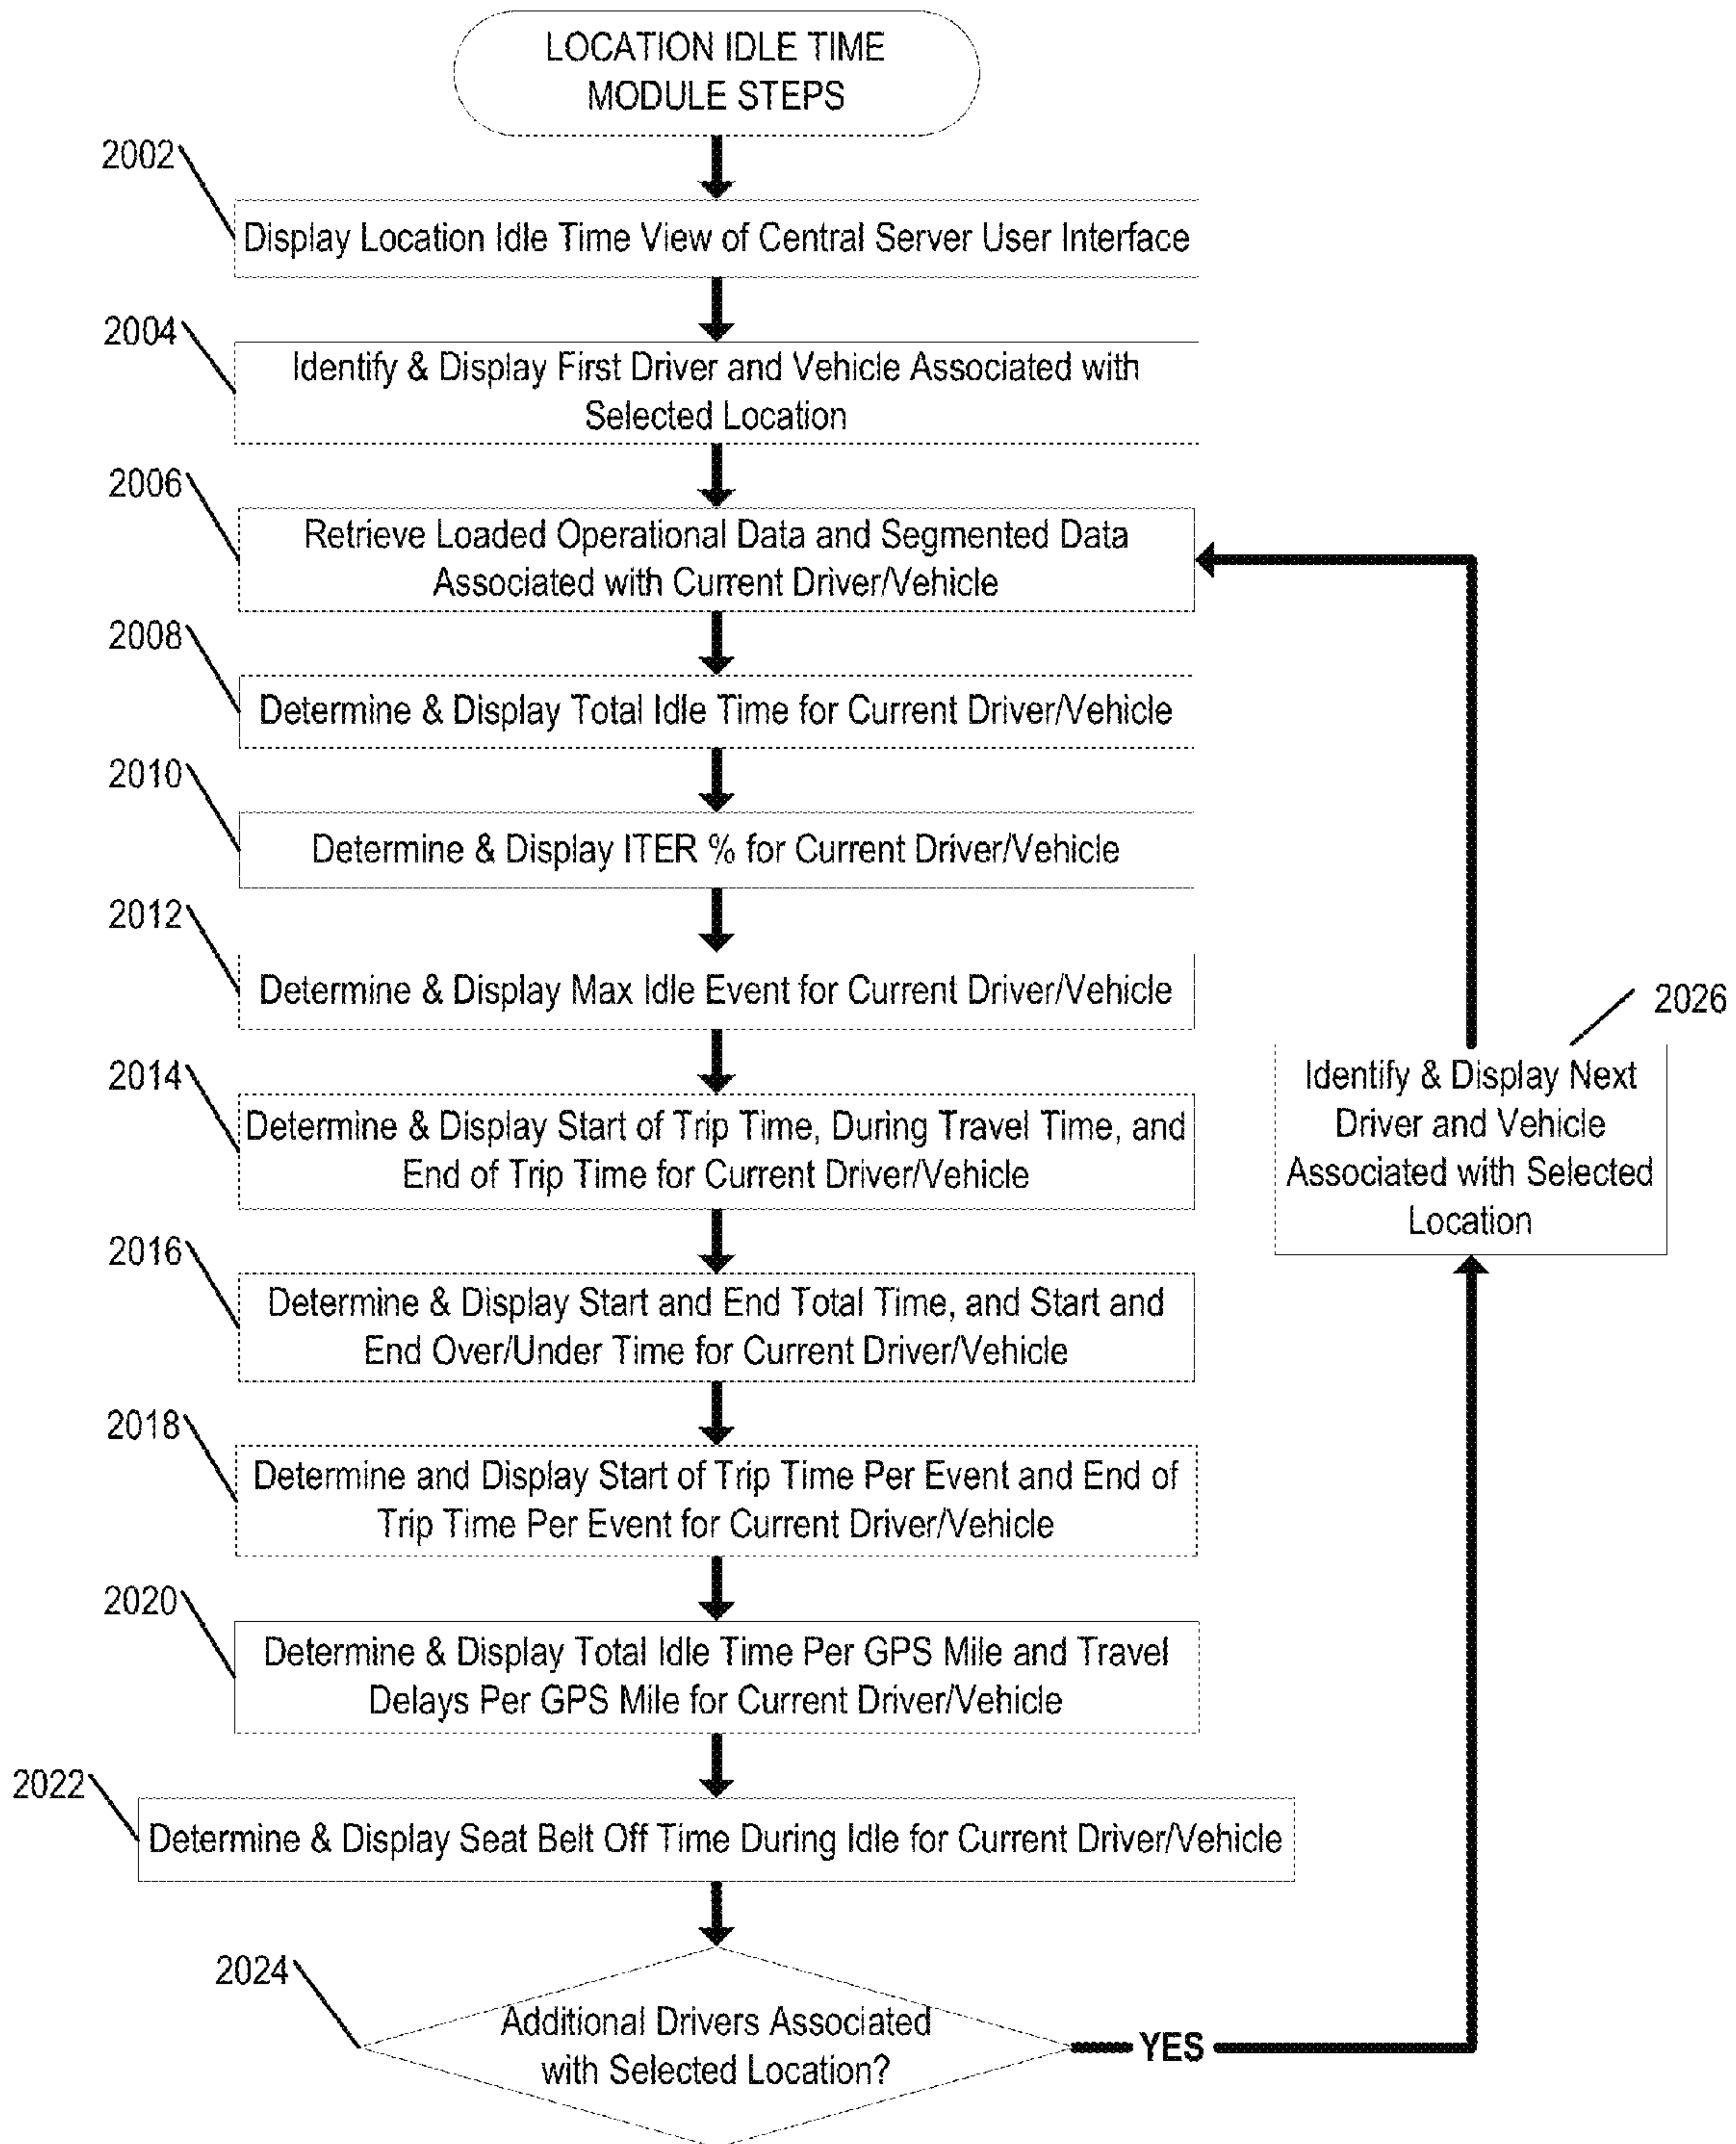 LOCATION IDLE TIME
MODULE STEPS
2002
Display Location Idle Time View of Central Server User Interface
2004
Identify & Display First Driver and Vehicle Associated with
Selected Location
2006
Retrieve Loaded Operational Data and Segmented Data
Associated with Current Driver/Vehicle
2008
Determine & Display Total Idle Time for Current Driver/Vehicle
2010
Determine & Display ITER % for Current Driver/Vehicle
2012
Determine & Display Max Idle Event for Current Driver/Vehicle
2014
Determine & Display Start of Trip Time, During Travel Time, and
End of Trip Time for Current Driver/Vehicle
2016
Determine & Display Start and End Total Time, and Start and
End Over/Under Time for Current Driver/Vehicle
2018
Determine and Display Start of Trip Time Per Event and End of
Trip Time Per Event for Current Driver/Vehicle
2020
Determine & Display Total Idle Time Per GPS Mile and Travel
Delays Per GPS Mile for Current Driver/Vehicle
2022
Determine & Display Seat Belt Off Time During Idle for Current Driver/Vehicle
2024
Additional Drivers Associated
with Selected Location?
YES
2026
Identify & Display Next
Driver and Vehicle
Associated with Selected
Location